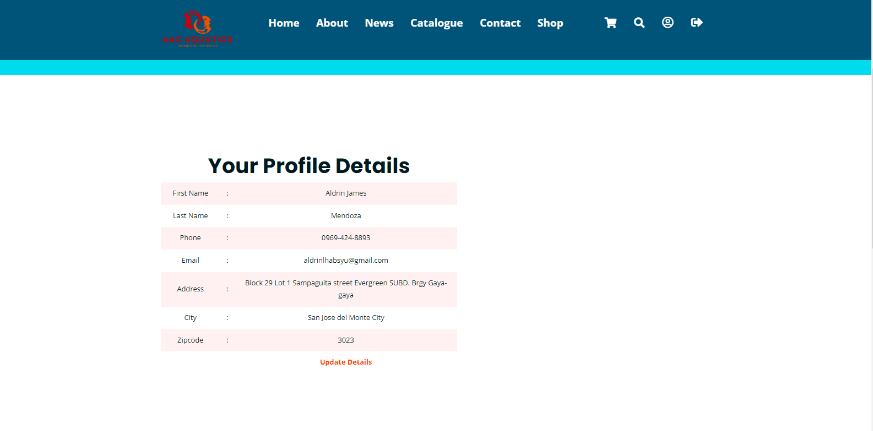 Home About News Catalogue Contact Shop
Your Profile Details
First Name : Aldrin James
Last Name : Mendoza
Phone : 0969-424-8893
Email : aldrinlhabsyu@gmail.com
Address : Block 29 Lot 1 Sampaguita street Evergreen SUBD. Brgy Gaya-
gaya
City : San Jose del Monte City
Zipcode : 3023
Update Details